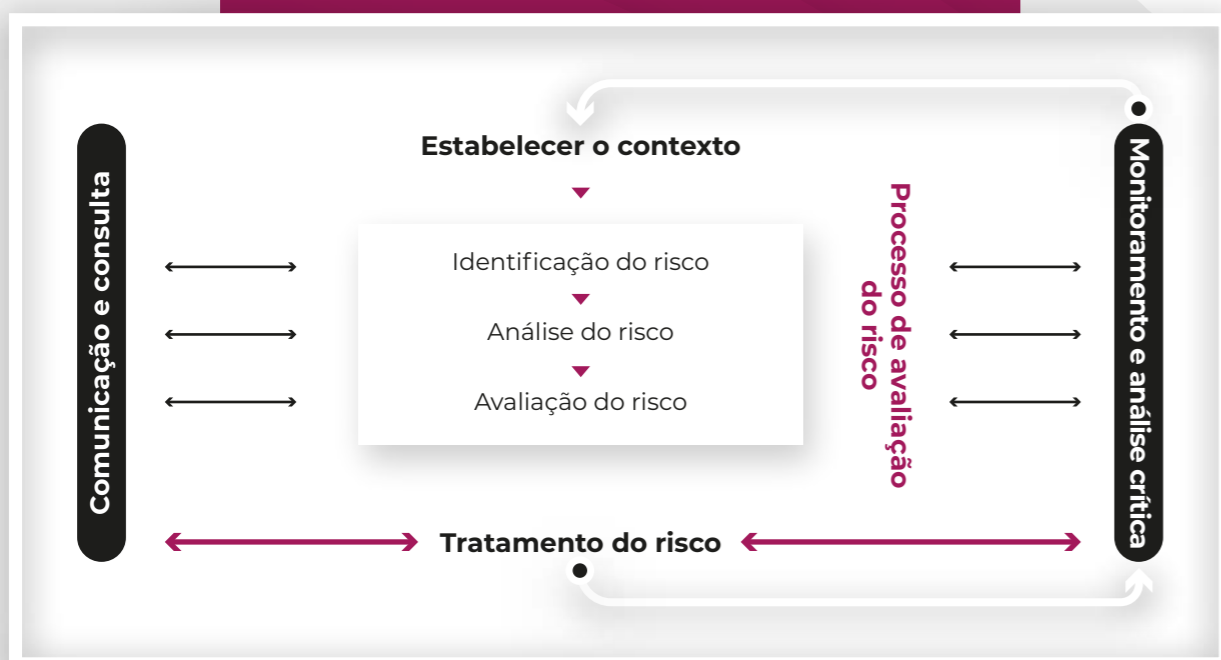 Comunicação e consulta
Estabelecer o contexto
Identificação do risco
Análise do risco
Avaliação do risco
Tratamento do risco
Processo de avaliação
do risco
Monitoramento e análise crítica